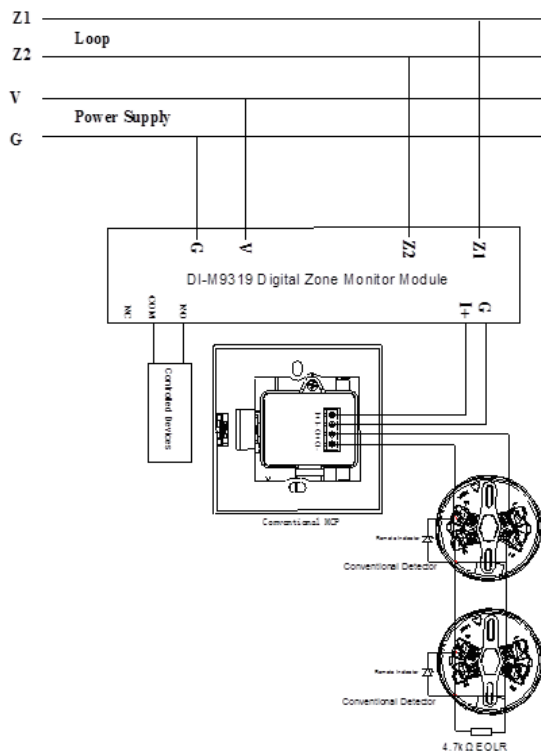 Z1
Loop
Z2
V
Power Supply
G
G
V
Z2
Z1
DI-M9319 Digital Zone Monitor Module
NC
COM
NO
I+
G
Controlled Devices
Conventional MCP
Remote Indicator
Conventional Detector
Remote Indicator
Conventional Detector
4.7kΩ EOLR